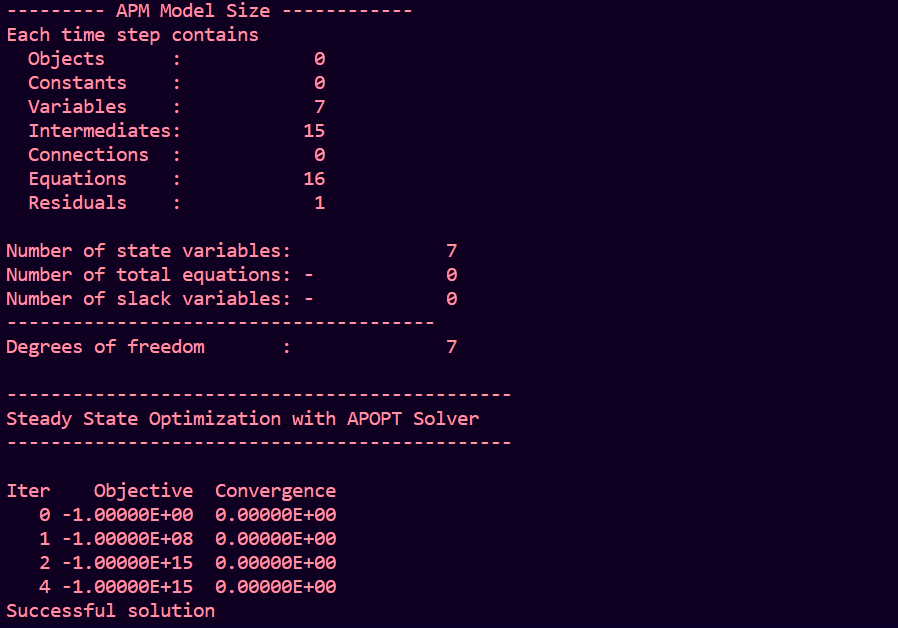 --------- APM Model Size ------------
Each time step contains
  Objects      :            0
  Constants    :            0
  Variables    :            7
  Intermediates:           15
  Connections  :            0
  Equations    :           16
  Residuals    :            1
Number of state variables:              7
Number of total equations: -            0
Number of slack variables: -            0
---------------------------------------
Degrees of freedom       :              7
----------------------------------------------
Steady State Optimization with APOPT Solver
----------------------------------------------
Iter    Objective  Convergence
   0 -1.00000E+00  0.00000E+00
   1 -1.00000E+08  0.00000E+00
   2 -1.00000E+15  0.00000E+00
   4 -1.00000E+15  0.00000E+00
Successful solution